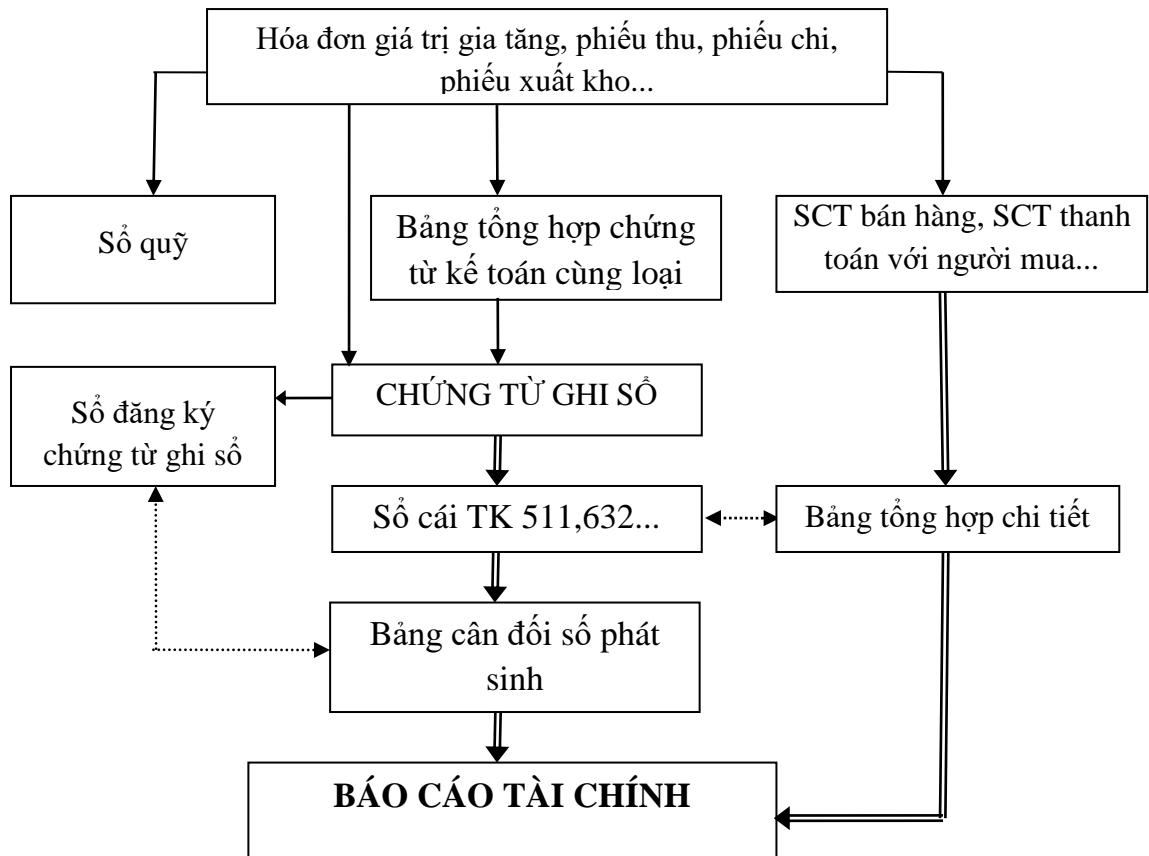 Hóa đơn giá trị gia tăng, phiếu thu, phiếu chi,
phiếu xuất kho...
Sổ quỹ
Bảng tổng hợp chứng
từ kế toán cùng loại
SCT bán hàng, SCT thanh
toán với người mua...
Sổ đăng ký
chứng từ ghi sổ
CHỨNG TỪ GHI SỔ
Sổ cái TK 511,632...
Bảng tổng hợp chi tiết
Bảng cân đối số phát
sinh
BÁO CÁO TÀI CHÍNH